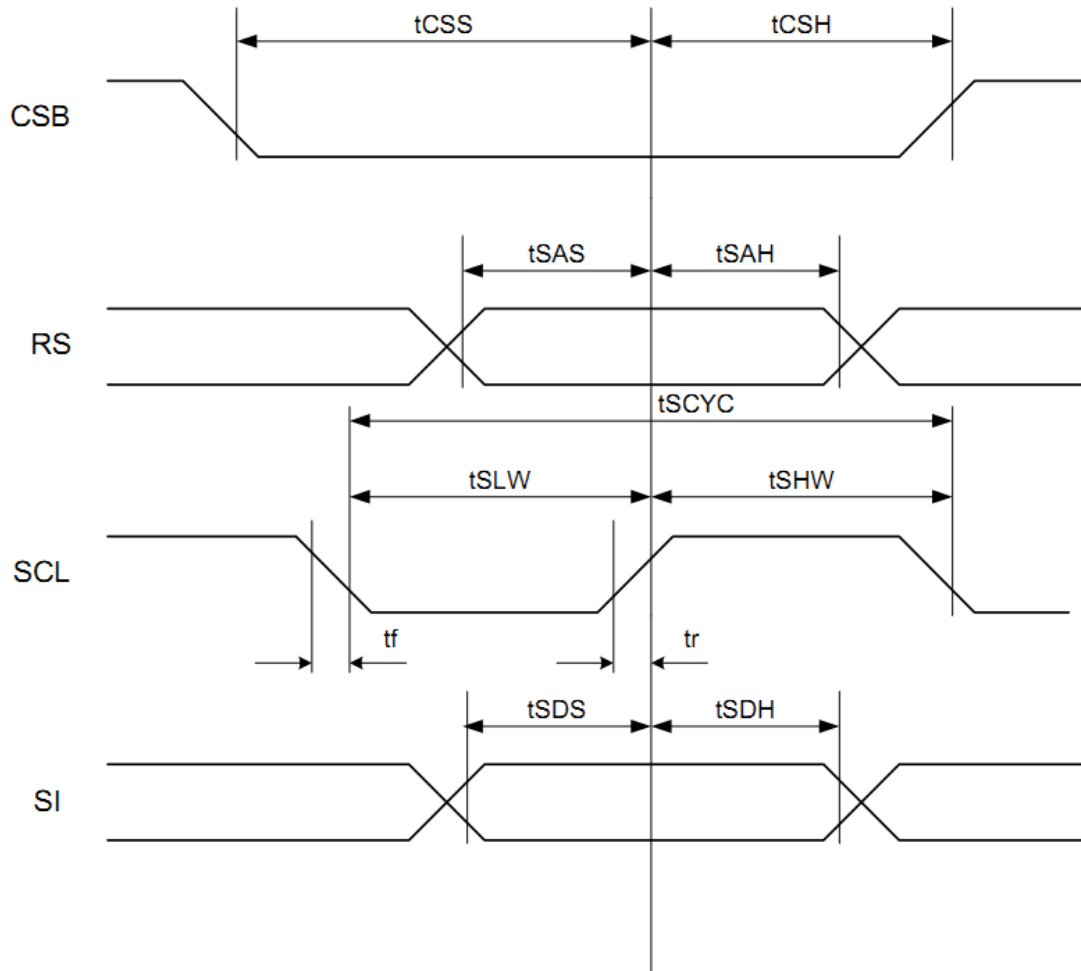 tCSS
tCSH
CSB
tSAS
tSAH
RS
tSCYC
tSLW
tSHW
SCL
tf
tr
tSDS
tSDH
SI